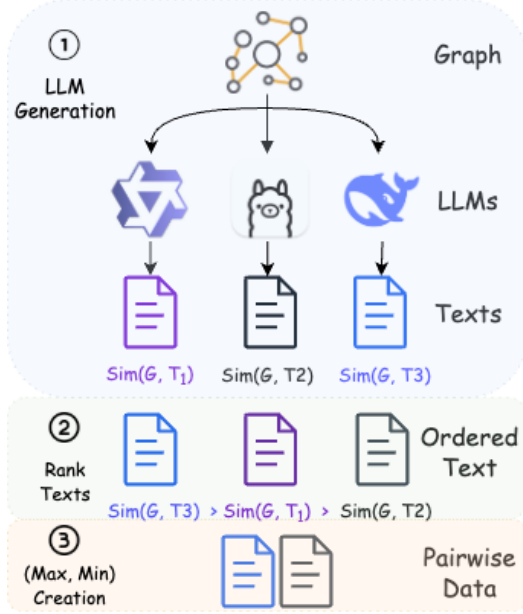 1
Graph
LLM
Generation
LLMs
Texts
Sim(G, T₁) Sim(G, T2) Sim(G, T3)
2
Ordered
Text
Rank
Texts
Sim(G, T3) > Sim(G, T₁) > Sim(G, T2)
3
(Max, Min)
Creation
Pairwise
Data